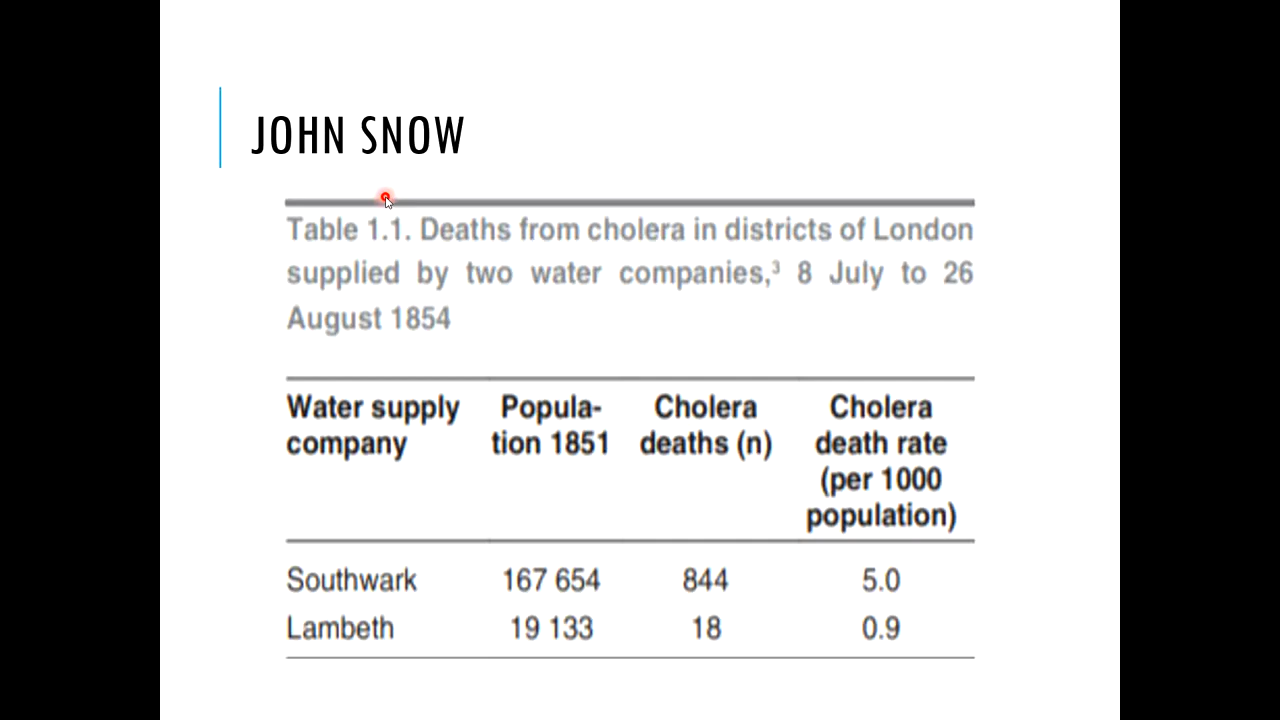 JOHN SNOW
Table 1.1. Deaths from cholera in districts of London
supplied by two water companies,³ 8 July to 26
August 1854
Water supply company Popula- tion 1851 Cholera deaths (n) Cholera death rate (per 1000 population)
Southwark 167 654 844 5.0
Lambeth 19 133 18 0.9